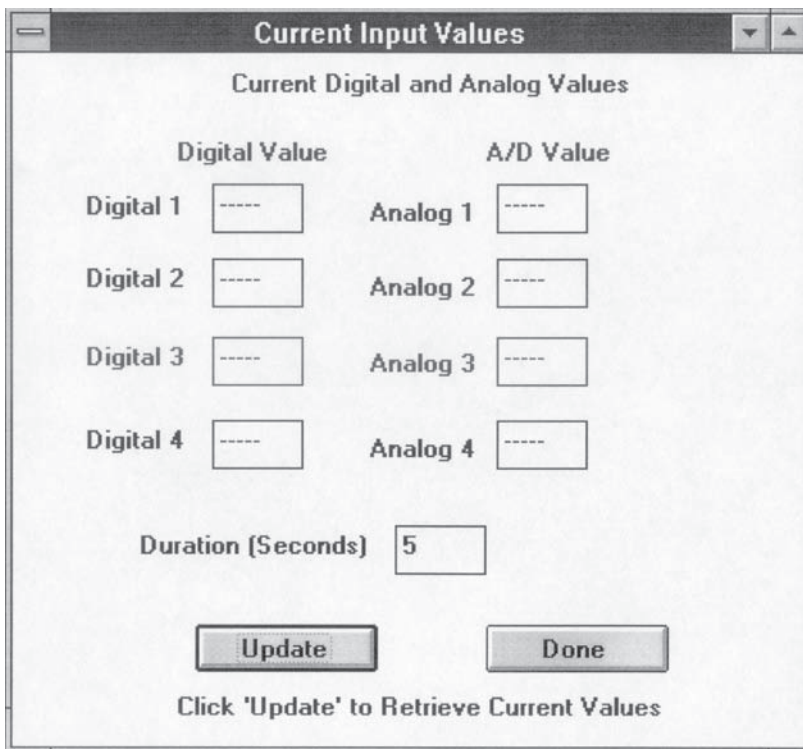 Current Input Values
Current Digital and Analog Values
Digital Value A/D Value
Digital 1 ----- Analog 1 -----
Digital 2 ----- Analog 2 -----
Digital 3 ----- Analog 3 -----
Digital 4 ----- Analog 4 -----
Duration (Seconds) 5
Update Done
Click 'Update' to Retrieve Current Values